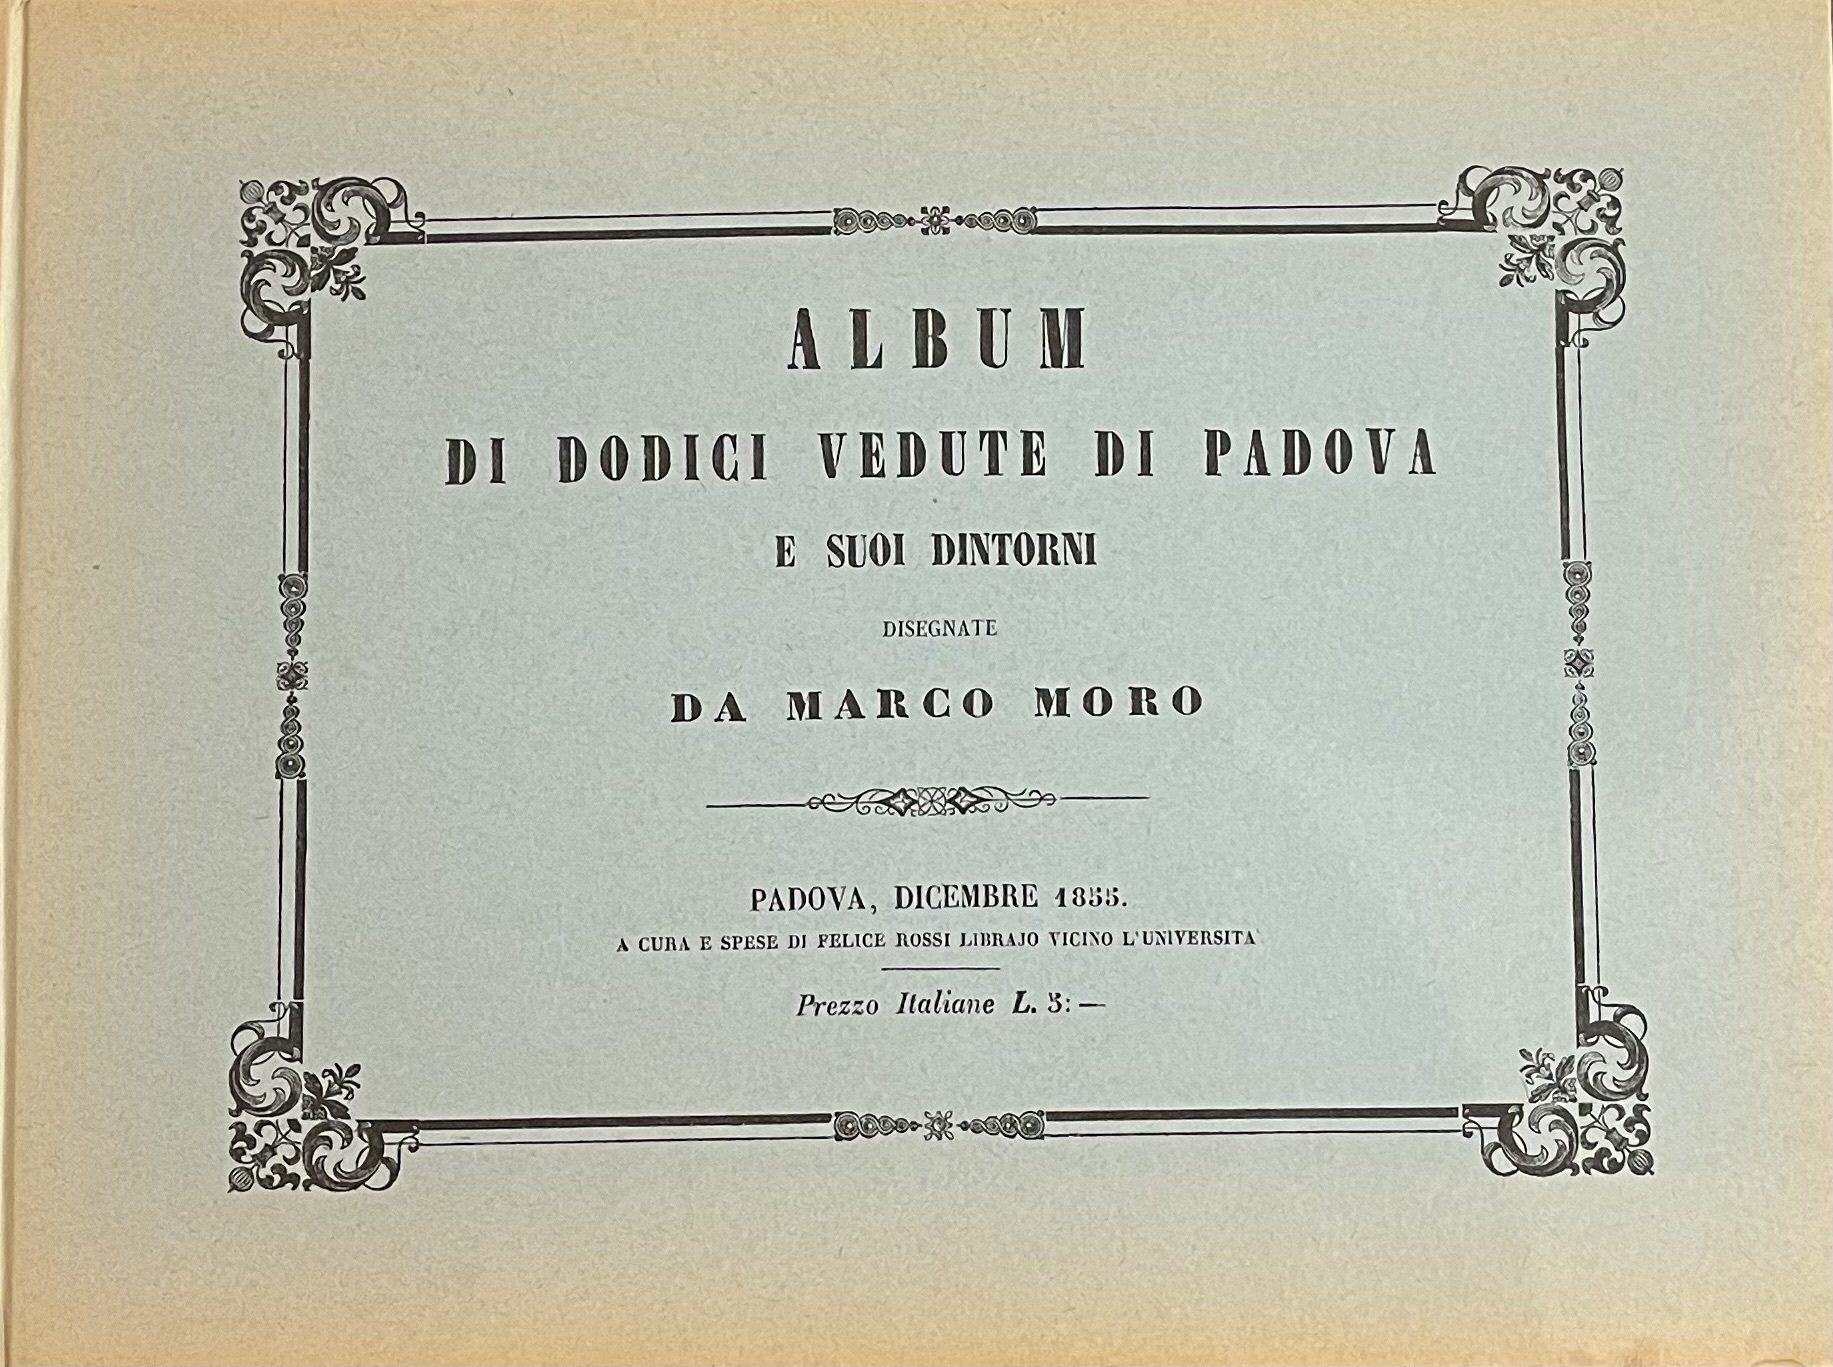 ALBUM
DI DODICI VEDUTE DI PADOVA
E SUOI DINTORNI
DISEGNATE
DA MARCO MORO
PADOVA, DICEMBRE 1855.
A CURA E SPESE DI FELICE ROSSI LIBRAJO VICINO L'UNIVERSITA'
Prezzo Italiane L. 5: —